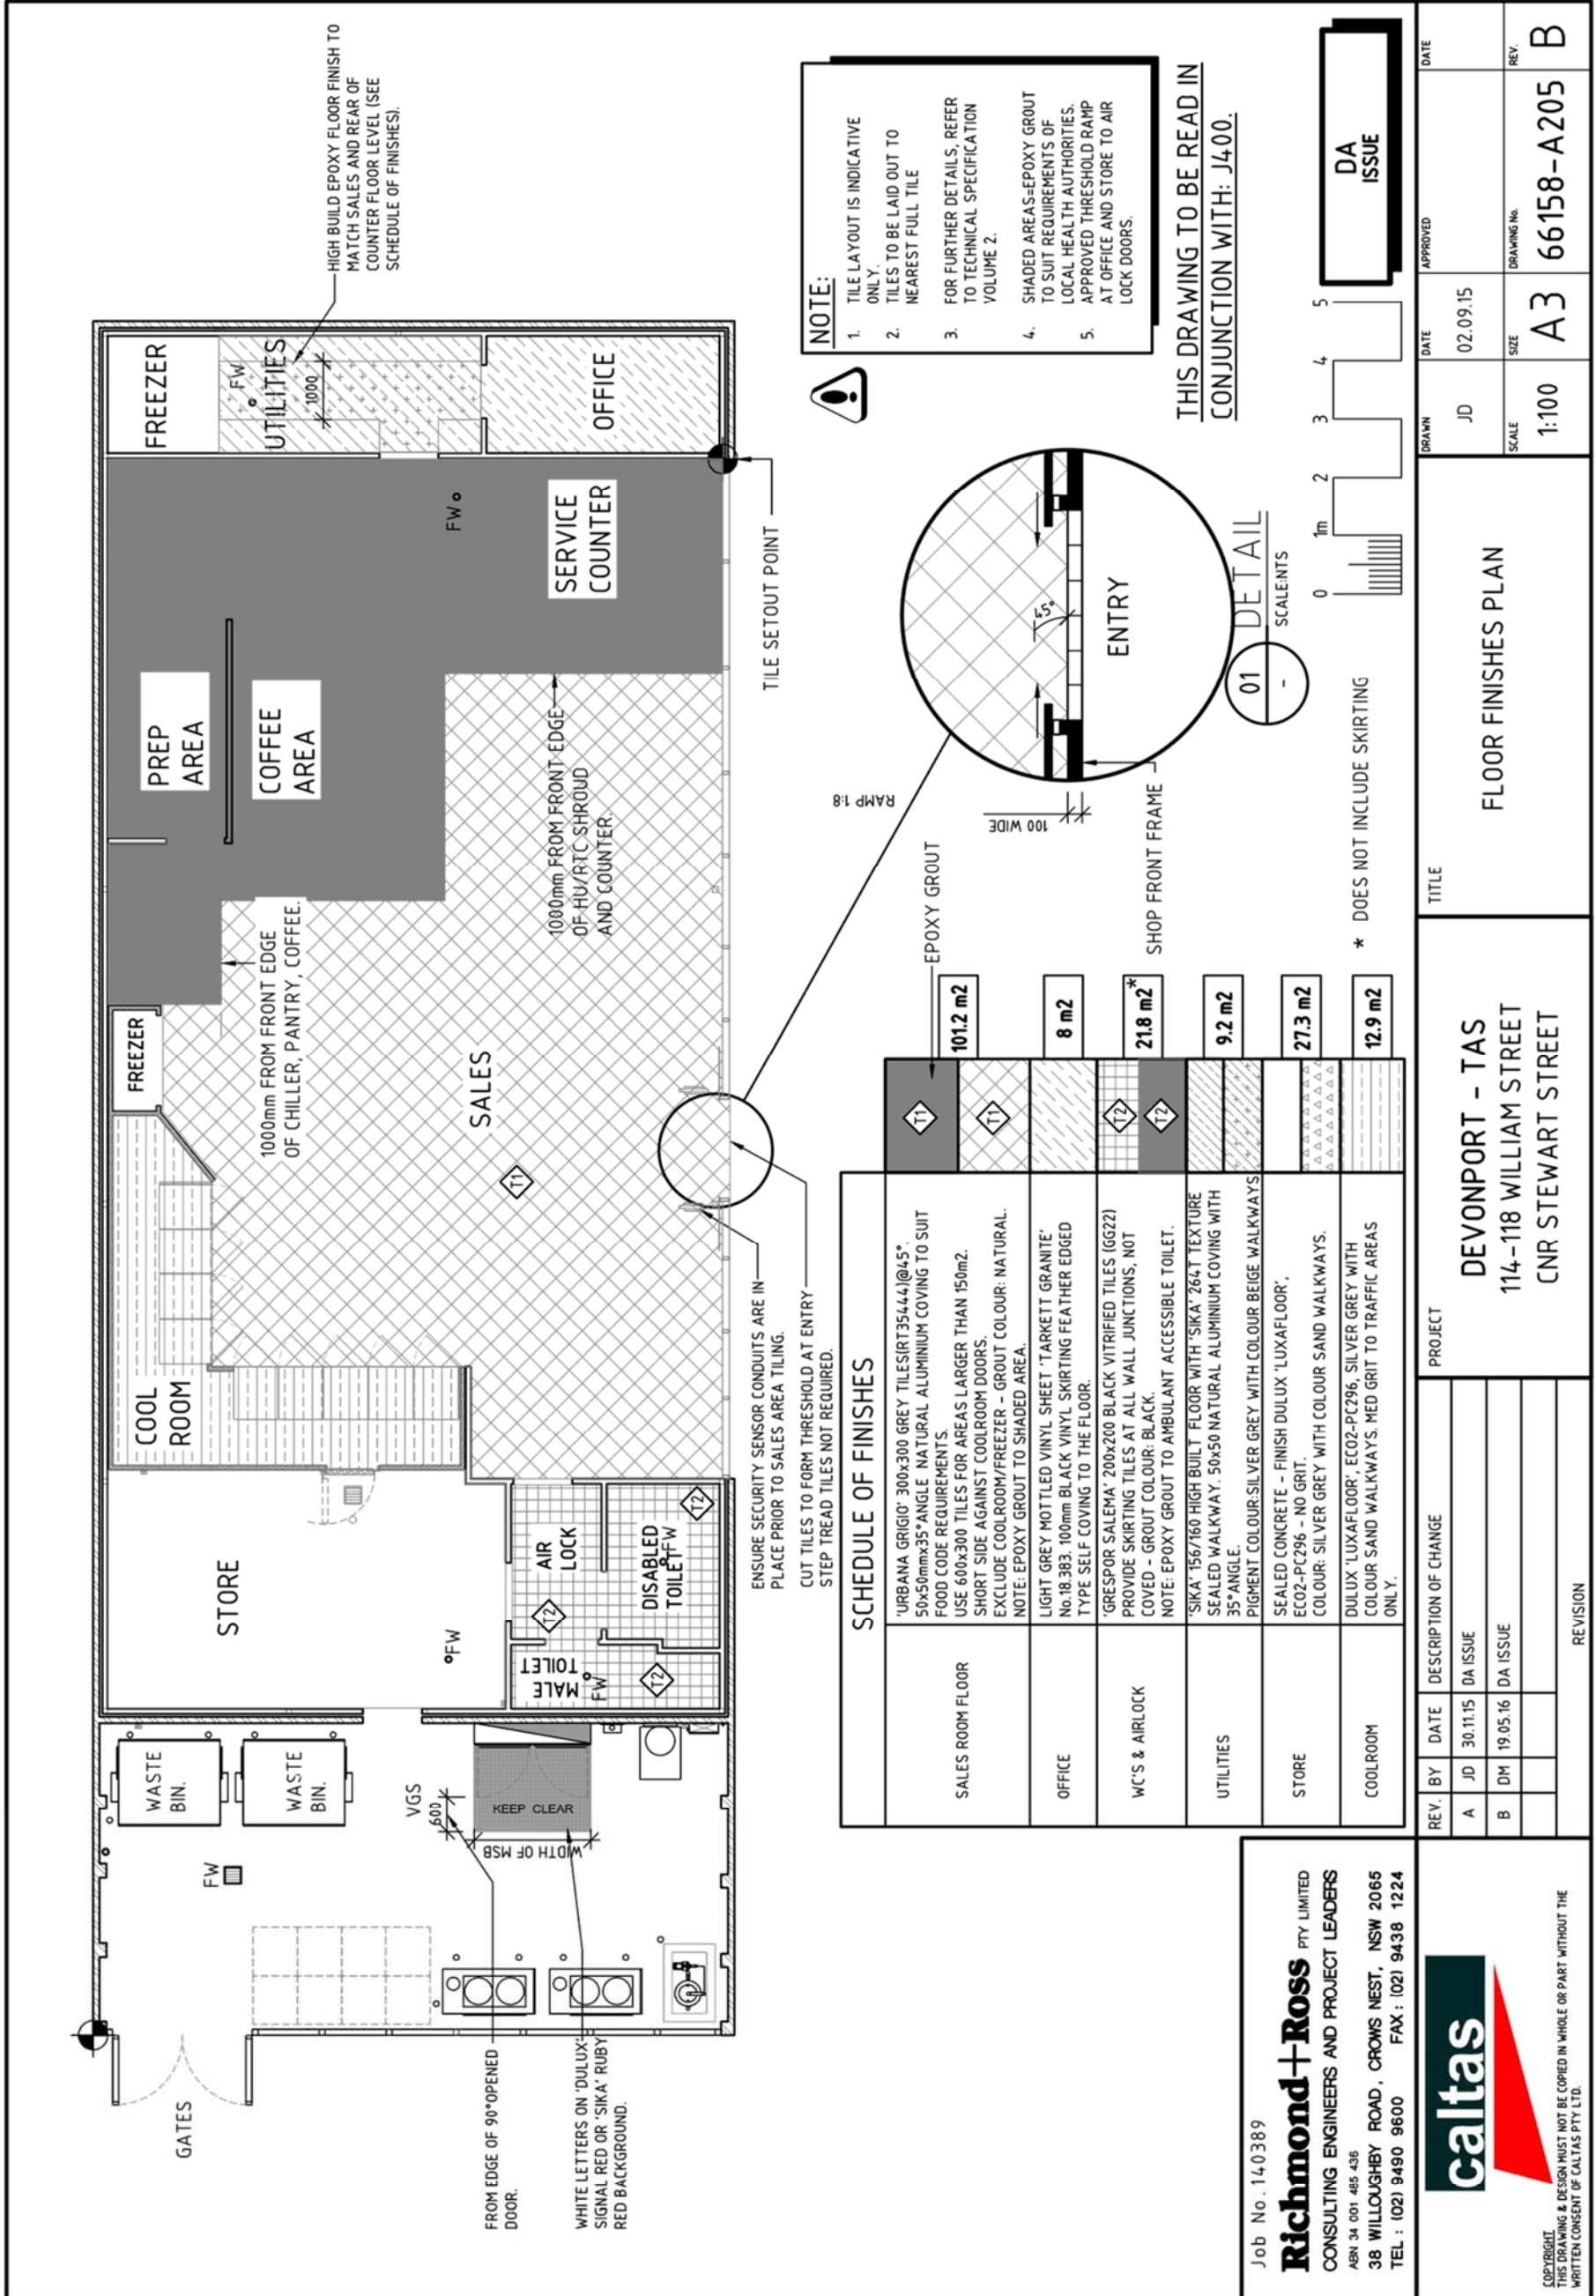 HIGH BUILD EPOXY FLOOR FINISH TO
MATCH SALES AND REAR OF
COUNTER FLOOR LEVEL (SEE
SCHEDULE OF FINISHES).
FREEZER
FW
UTILITIES
1000
OFFICE
PREP
AREA
COFFEE
AREA
FW
SERVICE
COUNTER
TILE SETOUT POINT
1000mm FROM FRONT EDGE
OF CHILLER, PANTRY, COFFEE.
1000mm FROM FRONT EDGE
OF HU/RTC SHROUD
AND COUNTER.
FREEZER
SALES
T1
COOL
ROOM
STORE
FW
AIR
LOCK
T2
DISABLED
TOILET
FW
T2
MALE
TOILET
FW
T2
WASTE
BIN.
WASTE
BIN.
FW
VGS
600
KEEP CLEAR
WIDTH OF MSB
GATES
FROM EDGE OF 90°OPENED
DOOR.
WHITE LETTERS ON 'DULUX'
SIGNAL RED OR 'SIKA' RUBY
RED BACKGROUND.
ENSURE SECURITY SENSOR CONDUITS ARE IN
PLACE PRIOR TO SALES AREA TILING.
CUT TILES TO FORM THRESHOLD AT ENTRY
STEP TREAD TILES NOT REQUIRED.
NOTE:
1. TILE LAYOUT IS INDICATIVE
ONLY.
2. TILES TO BE LAID OUT TO
NEAREST FULL TILE
3. FOR FURTHER DETAILS, REFER
TO TECHNICAL SPECIFICATION
VOLUME 2.
4. SHADED AREAS=EPOXY GROUT
TO SUIT REQUIREMENTS OF
LOCAL HEALTH AUTHORITIES.
5. APPROVED THRESHOLD RAMP
AT OFFICE AND STORE TO AIR
LOCK DOORS.
THIS DRAWING TO BE READ IN
CONJUNCTION WITH: J400.
RAMP 1:8
100 WIDE
45°
ENTRY
SHOP FRONT FRAME
01
-
DETAIL
SCALE:NTS
0 1m 2 3 4 5
DA
ISSUE
SCHEDULE OF FINISHES
EPOXY GROUT
SALES ROOM FLOOR
'URBANA GRIGIO' 300x300 GREY TILES(RT35444)@45°.
50x50mmx35°ANGLE NATURAL ALUMINIUM COVING TO SUIT
FOOD CODE REQUIREMENTS.
USE 600x300 TILES FOR AREAS LARGER THAN 150m2.
SHORT SIDE AGAINST COOLROOM DOORS.
EXCLUDE COOLROOM/FREEZER - GROUT COLOUR: NATURAL.
NOTE: EPOXY GROUT TO SHADED AREA.
T1
T1
101.2 m2
OFFICE
LIGHT GREY MOTTLED VINYL SHEET 'TARKETT GRANITE'
No.18.383. 100mm BLACK VINYL SKIRTING FEATHER EDGED
TYPE SELF COVING TO THE FLOOR.
8 m2
WC'S & AIRLOCK
'GRESPOR SALEMA' 200x200 BLACK VITRIFIED TILES (GG22)
PROVIDE SKIRTING TILES AT ALL WALL JUNCTIONS, NOT
COVED - GROUT COLOUR: BLACK.
NOTE: EPOXY GROUT TO AMBULANT ACCESSIBLE TOILET.
T2
T2
21.8 m2*
UTILITIES
'SIKA' 156/160 HIGH BUILT FLOOR WITH 'SIKA' 264T TEXTURE
SEALED WALKWAY. 50x50 NATURAL ALUMINIUM COVING WITH
35°ANGLE.
PIGMENT COLOUR:SILVER GREY WITH COLOUR BEIGE WALKWAYS
9.2 m2
STORE
SEALED CONCRETE - FINISH DULUX 'LUXAFLOOR',
ECO2-PC296 - NO GRIT.
COLOUR: SILVER GREY WITH COLOUR SAND WALKWAYS.
27.3 m2
COOLROOM
DULUX 'LUXAFLOOR', ECO2-PC296, SILVER GREY WITH
COLOUR SAND WALKWAYS. MED GRIT TO TRAFFIC AREAS
ONLY.
12.9 m2
* DOES NOT INCLUDE SKIRTING
Job No. 140389
Richmond+Ross PTY LIMITED
CONSULTING ENGINEERS AND PROJECT LEADERS
ABN 34 001 485 436
38 WILLOUGHBY ROAD, CROWS NEST, NSW 2065
TEL : (02) 9490 9600 FAX : (02) 9438 1224
caltas
COPYRIGHT
THIS DRAWING & DESIGN MUST NOT BE COPIED IN WHOLE OR PART WITHOUT THE
WRITTEN CONSENT OF CALTAS PTY LTD.
REV. BY DATE DESCRIPTION OF CHANGE
A JD 30.11.15 DA ISSUE
B DM 19.05.16 DA ISSUE
REVISION
PROJECT
DEVONPORT - TAS
114-118 WILLIAM STREET
CNR STEWART STREET
TITLE
FLOOR FINISHES PLAN
DRAWN
JD
DATE
02.09.15
APPROVED
DATE
SCALE
1:100
SIZE
A3
DRAWING No.
66158-A205
REV.
B